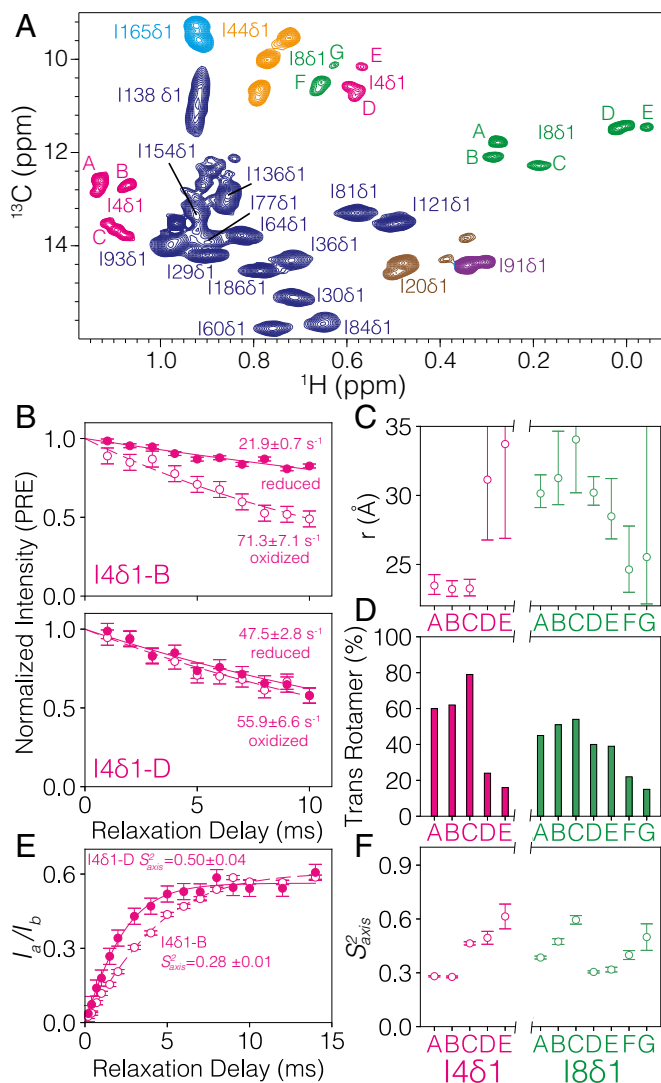 A
I165δ1
I44δ1
I8δ1
G
E
F
I4δ1
D
I138 δ1
A
D
E
I8δ1
B
C
A
B
I4δ1
C
I154δ1
I136δ1
I77δ1
I64δ1
I81δ1
I121δ1
I93δ1
I29δ1
I36δ1
I186δ1
I30δ1
I20δ1
I91δ1
I60δ1
I84δ1
10
12
14
¹³C (ppm)
1.0 0.8 0.6 0.4 0.2 0.0
¹H (ppm)
B
Normalized Intensity (PRE)
1.0
0.5
0.0
21.9±0.7 s⁻¹
reduced
71.3±7.1 s⁻¹
oxidized
I4δ1-B
1.0
0.5
0.0
47.5±2.8 s⁻¹
reduced
55.9±6.6 s⁻¹
oxidized
I4δ1-D
0 5 10
Relaxation Delay (ms)
C
r (Å)
35
30
25
ABCDE ABCDEFG
D
Trans Rotamer (%)
100
80
60
40
20
0
ABCDE ABCDEFG
E
Iₐ/I_b
0.6
0.3
0.0
I4δ1-D S²axis=0.50±0.04
I4δ1-B
S²axis=0.28 ±0.01
0 5 10 15
Relaxation Delay (ms)
F
S²axis
0.9
0.6
0.3
0.0
ABCDE ABCDEFG
I4δ1 I8δ1